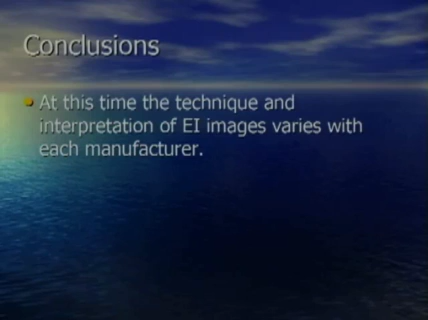 Conclusions
At this time the technique and
interpretation of EI images varies with
each manufacturer.